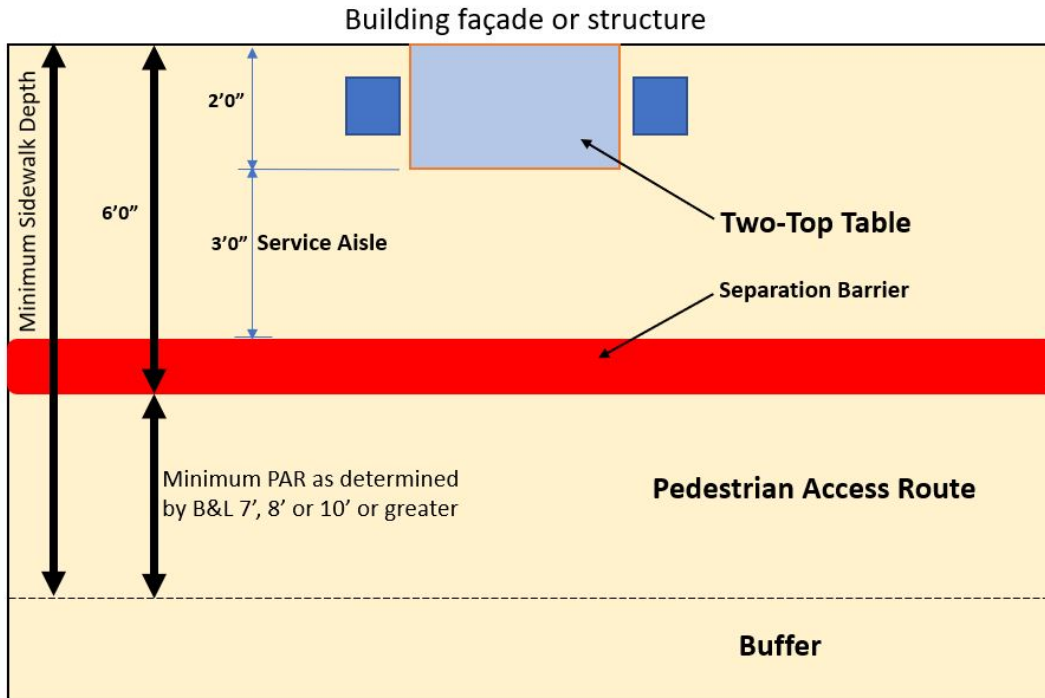 Building façade or structure
Minimum Sidewalk Depth
2’0”
6’0”
3’0” Service Aisle
Two-Top Table
Separation Barrier
Minimum PAR as determined
by B&L 7’, 8’ or 10’ or greater
Pedestrian Access Route
Buffer